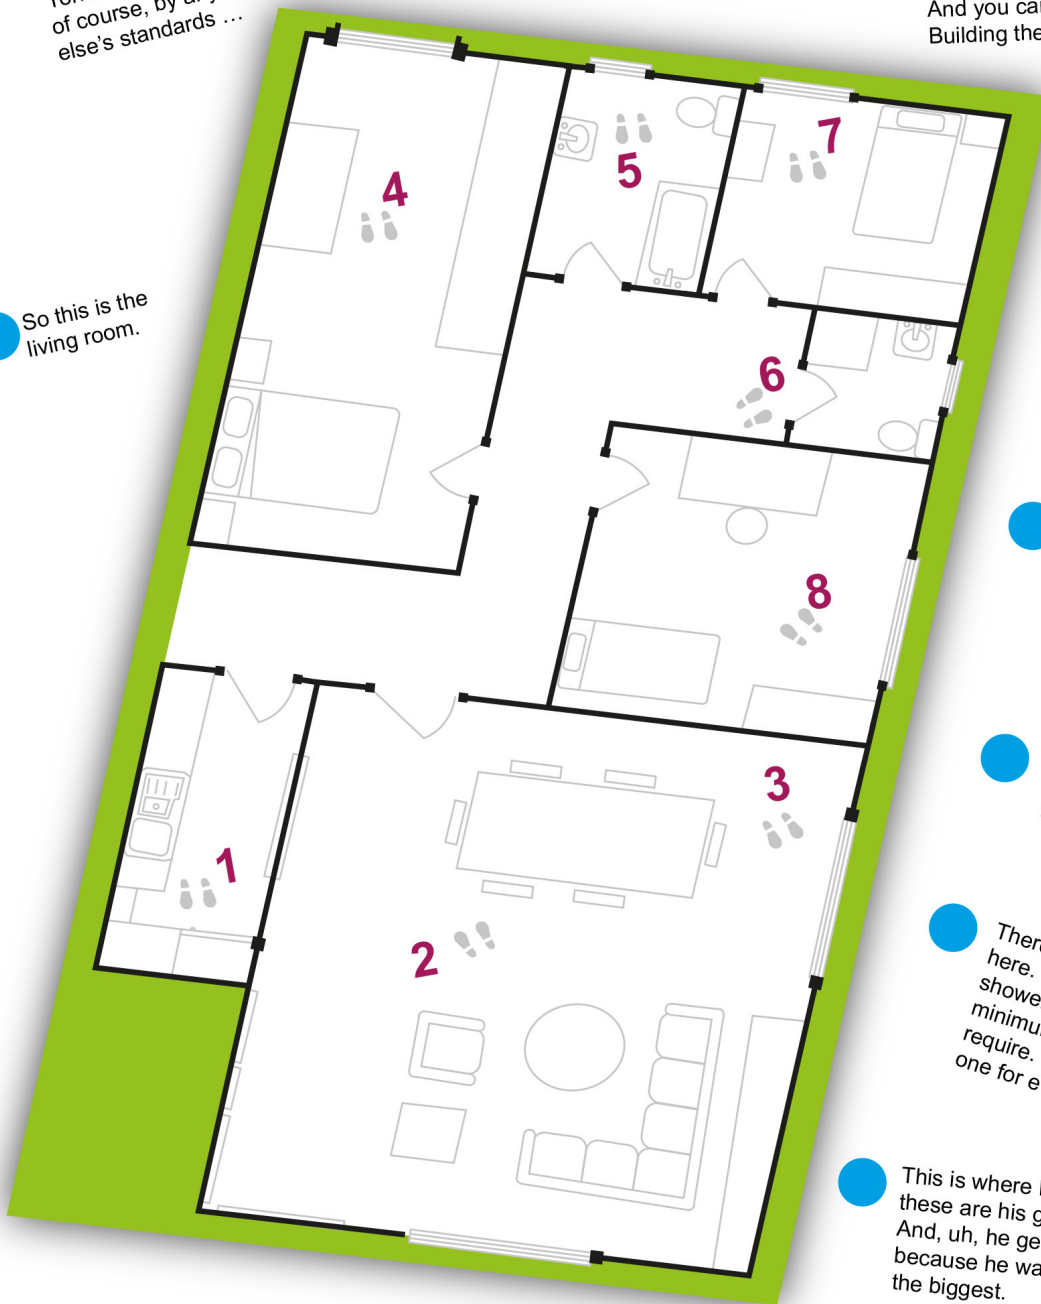 of course, by any
else's standards ...
And you ca
Building the
4
5
7
So this is the
living room.
6
8
3
1
2
There
here.
showe
minimu
require.
one for e
This is where
these are his g
And, uh, he ge
because he wa
the biggest.